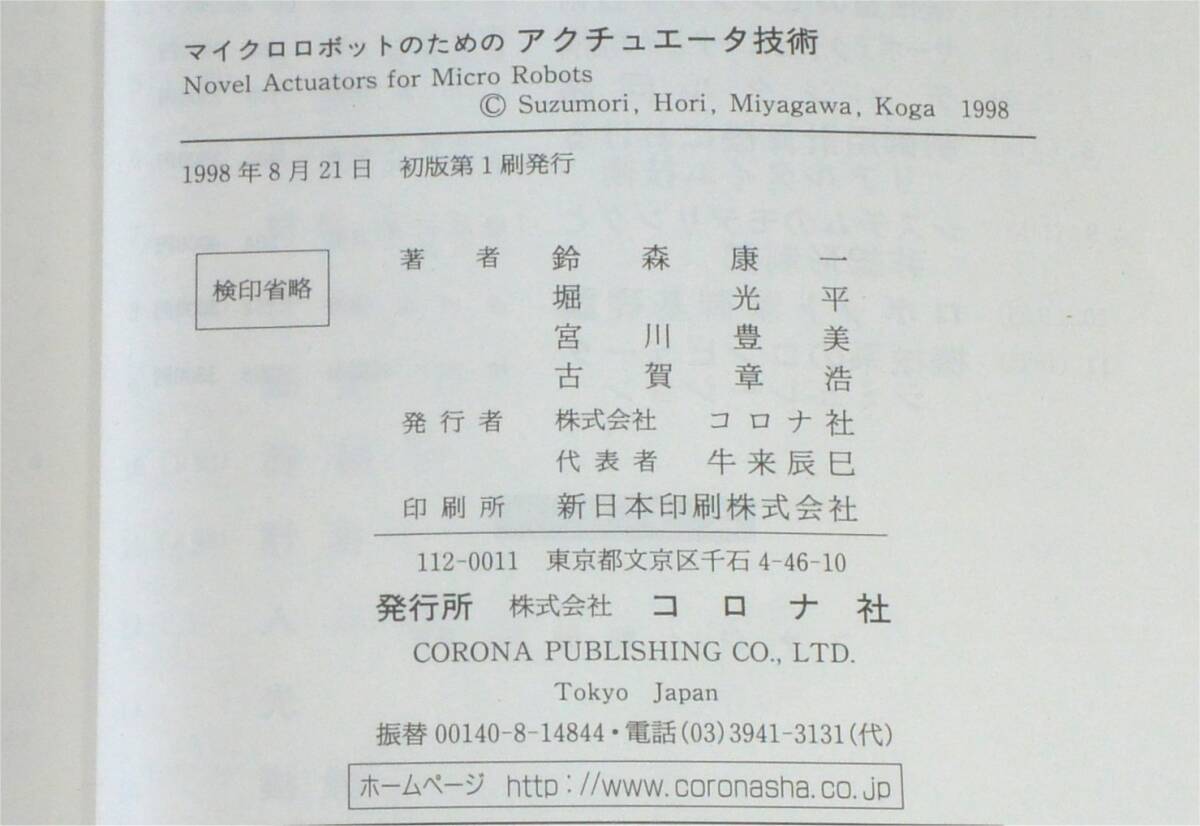 マイクロロボットのための アクチュエータ技術
Novel Actuators for Micro Robots
© Suzumori, Hori, Miyagawa, Koga 1998
1998 年 8 月 21 日 初版第 1 刷発行
検印省略
著者 鈴森康一
堀光平
宮川豊美
古賀章浩
発行者 株式会社 コロナ社
代表者 牛来辰巳
印刷所 新日本印刷株式会社
112-0011 東京都文京区千石 4-46-10
発行所 株式会社 コロナ社
CORONA PUBLISHING CO., LTD.
Tokyo Japan
振替 00140-8-14844・電話(03)3941-3131(代)
ホームページ http://www.coronasha.co.jp